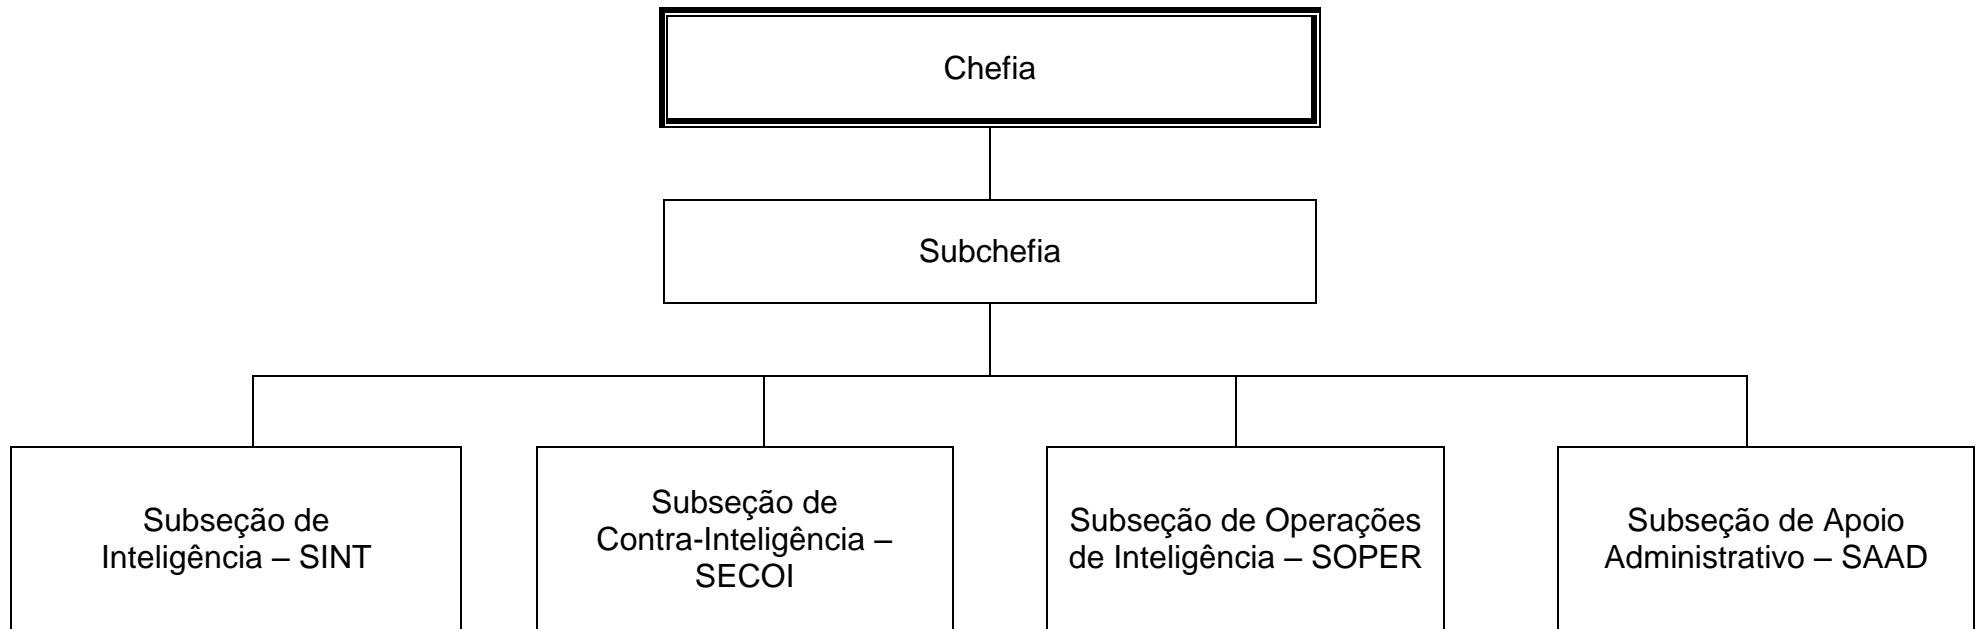 Chefia
Subchefia
Subseção de
Inteligência – SINT
Subseção de
Contra-Inteligência –
SECOI
Subseção de Operações
de Inteligência – SOPER
Subseção de Apoio
Administrativo – SAAD